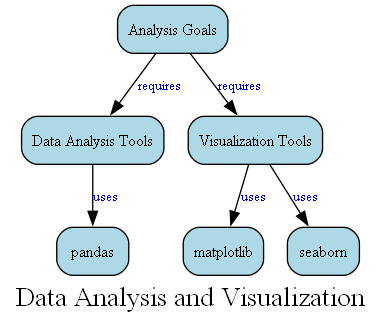 Analysis Goals
requires requires
Data Analysis Tools Visualization Tools
uses uses uses
pandas matplotlib seaborn
Data Analysis and Visualization